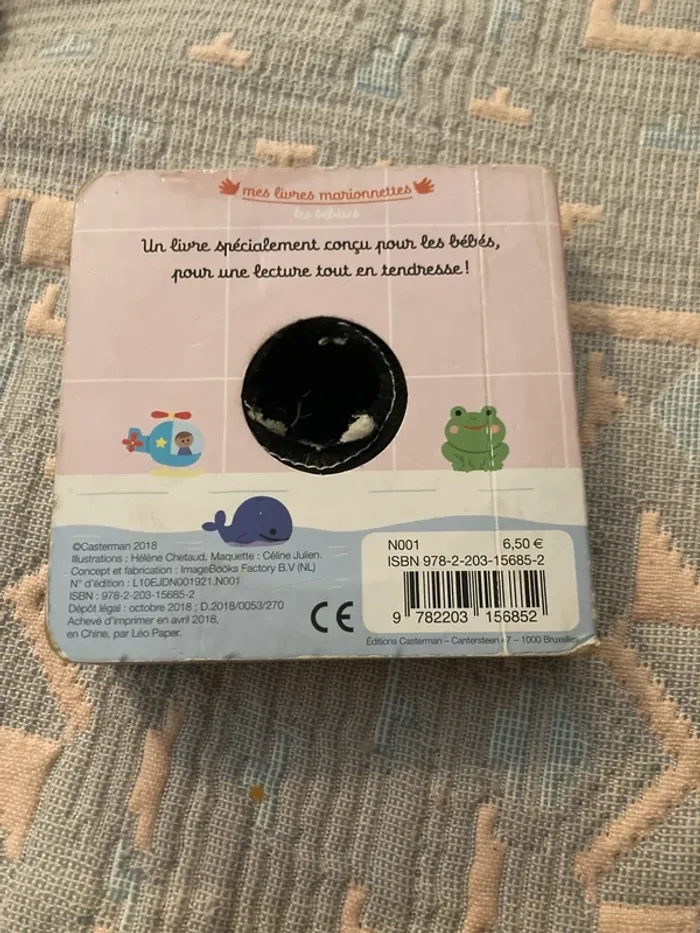 mes livres marionnettes
les bébêtes
Un livre spécialement conçu pour les bébés,
pour une lecture tout en tendresse !
©Casterman 2018
Illustrations : Hélène Chetaud. Maquette : Céline Julien.
Concept et fabrication : ImageBooks Factory B.V (NL)
N° d'édition : L10EJDN001921.N001
ISBN : 978-2-203-15685-2
Dépôt légal : octobre 2018 ; D.2018/0053/270
Achevé d'imprimer en avril 2018,
en Chine, par Léo Paper.
CE
N001 6,50 €
ISBN 978-2-203-15685-2
9 782203 156852
Éditions Casterman – Cantersteen 47 – 1000 Bruxelles